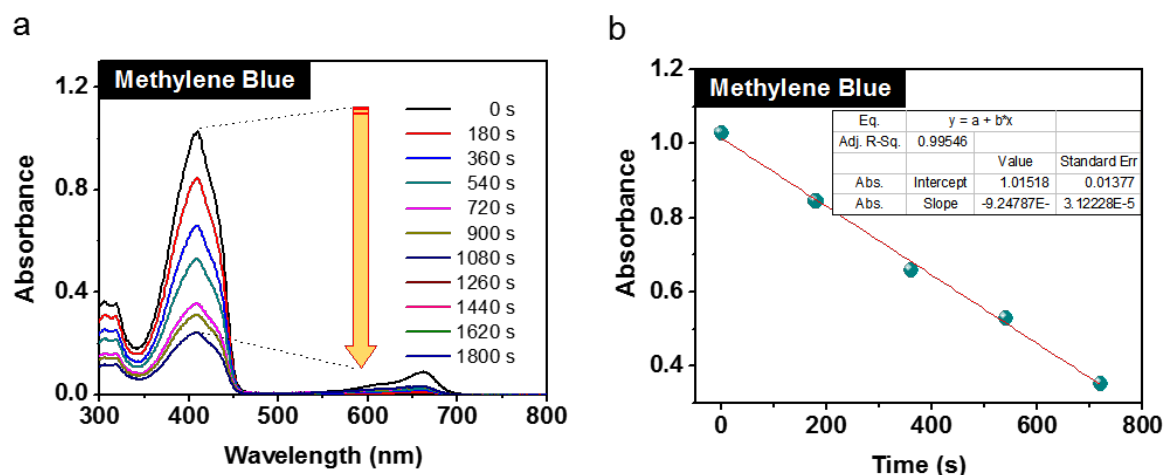 a
Methylene Blue
Absorbance
1.2
0.8
0.4
0.0
300 400 500 600 700 800
Wavelength (nm)
0 s
180 s
360 s
540 s
720 s
900 s
1080 s
1260 s
1440 s
1620 s
1800 s
b
Methylene Blue
Absorbance
1.2
1.0
0.8
0.6
0.4
0 200 400 600 800
Time (s)
Eq. y = a + b*x
Adj. R-Sq. 0.99546
Value Standard Err
Abs. Intercept 1.01518 0.01377
Abs. Slope -9.24787E- 3.12228E-5